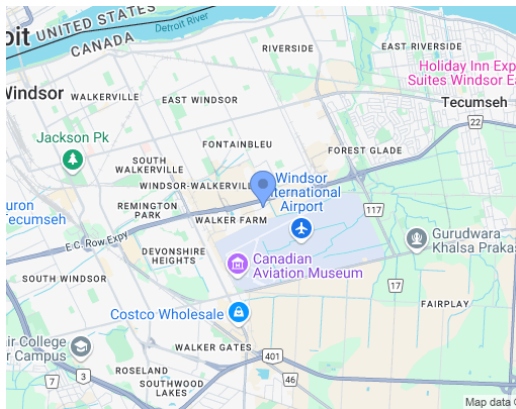 oit
UNITED STATES
CANADA
Detroit River
RIVERSIDE
EAST RIVERSIDE
Holiday Inn Exp
Suites Windsor Ea
Windsor
WALKERVILLE
EAST WINDSOR
Tecumseh
22
Jackson Pk
FONTAINBLEU
FOREST GLADE
SOUTH
WALKERVILLE
WINDSOR-WALKERVILLE
Windsor
International
Airport
uron
Tecumseh
REMINGTON
PARK
WALKER FARM
117
E.C. Row Expy
Gurudwara
Khalsa Prakas
DEVONSHIRE
HEIGHTS
Canadian
Aviation Museum
SOUTH WINDSOR
17
FAIRPLAY
Costco Wholesale
air College
r Campus
WALKER GATES
401
ROSELAND
7
3
SOUTHWOOD
LAKES
46
Map data ©